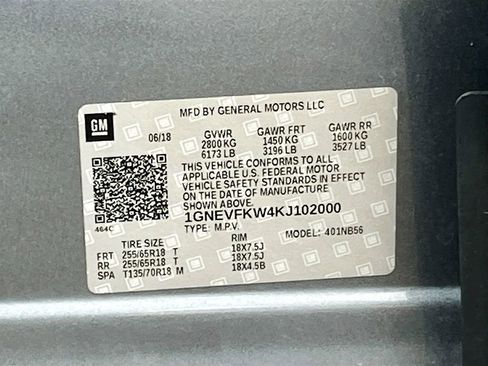 MFD BY GENERAL MOTORS LLC
GM
06/18
GVWR GAWR FRT GAWR RR
2800 KG 1450 KG 1600 KG
6173 LB 3196 LB 3527 LB
THIS VEHICLE CONFORMS TO ALL
APPLICABLE U.S. FEDERAL MOTOR
VEHICLE SAFETY STANDARDS IN EFFECT
ON THE DATE OF MANUFACTURE
SHOWN ABOVE.
464C
1GNEVFKW4KJ102000
TYPE: M.P.V. MODEL: 401NB56
TIRE SIZE RIM
FRT 255/65R18 T 18X7.5J
RR 255/65R18 T 18X7.5J
SPA T135/70R18 M 18X4.5B